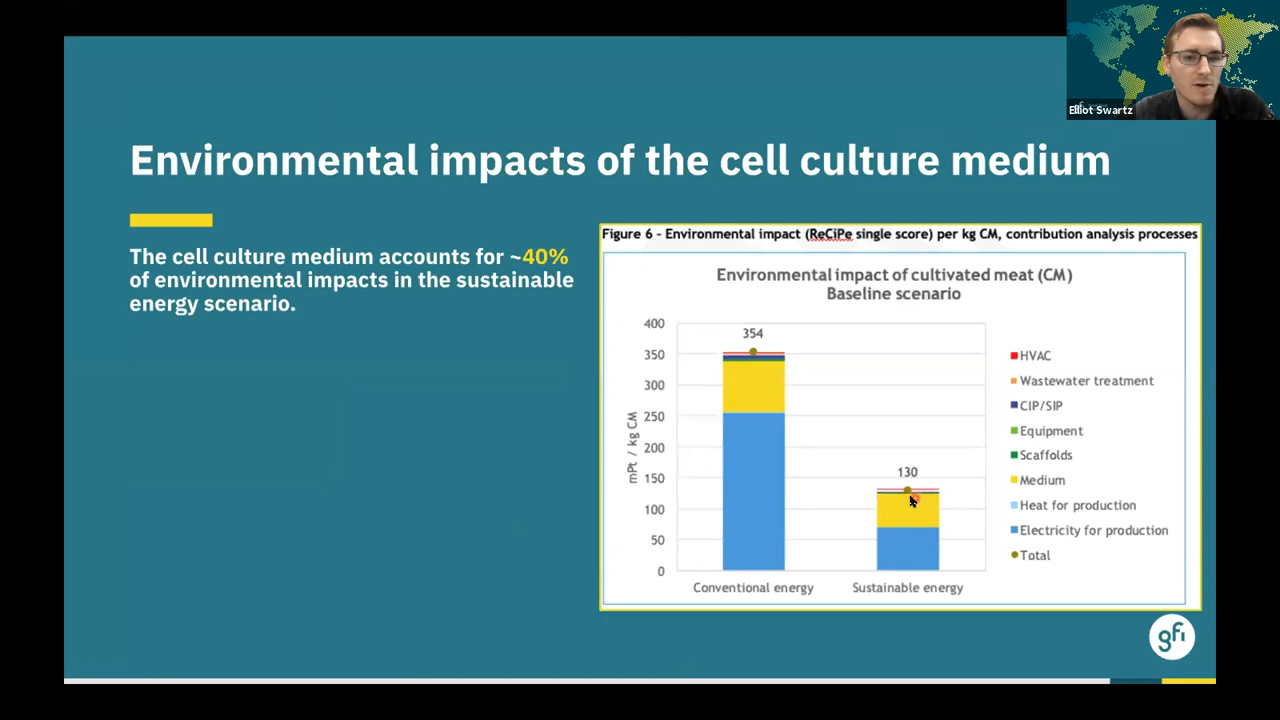 Elliot Swartz
Environmental impacts of the cell culture medium
The cell culture medium accounts for ~40%
of environmental impacts in the sustainable
energy scenario.
Figure 6 - Environmental impact (ReCiPe single score) per kg CM, contribution analysis processes
Environmental impact of cultivated meat (CM)
Baseline scenario
mPt / kg CM
400
350
300
250
200
150
100
50
0
354
130
Conventional energy
Sustainable energy
HVAC
Wastewater treatment
CIP/SIP
Equipment
Scaffolds
Medium
Heat for production
Electricity for production
Total
gfi